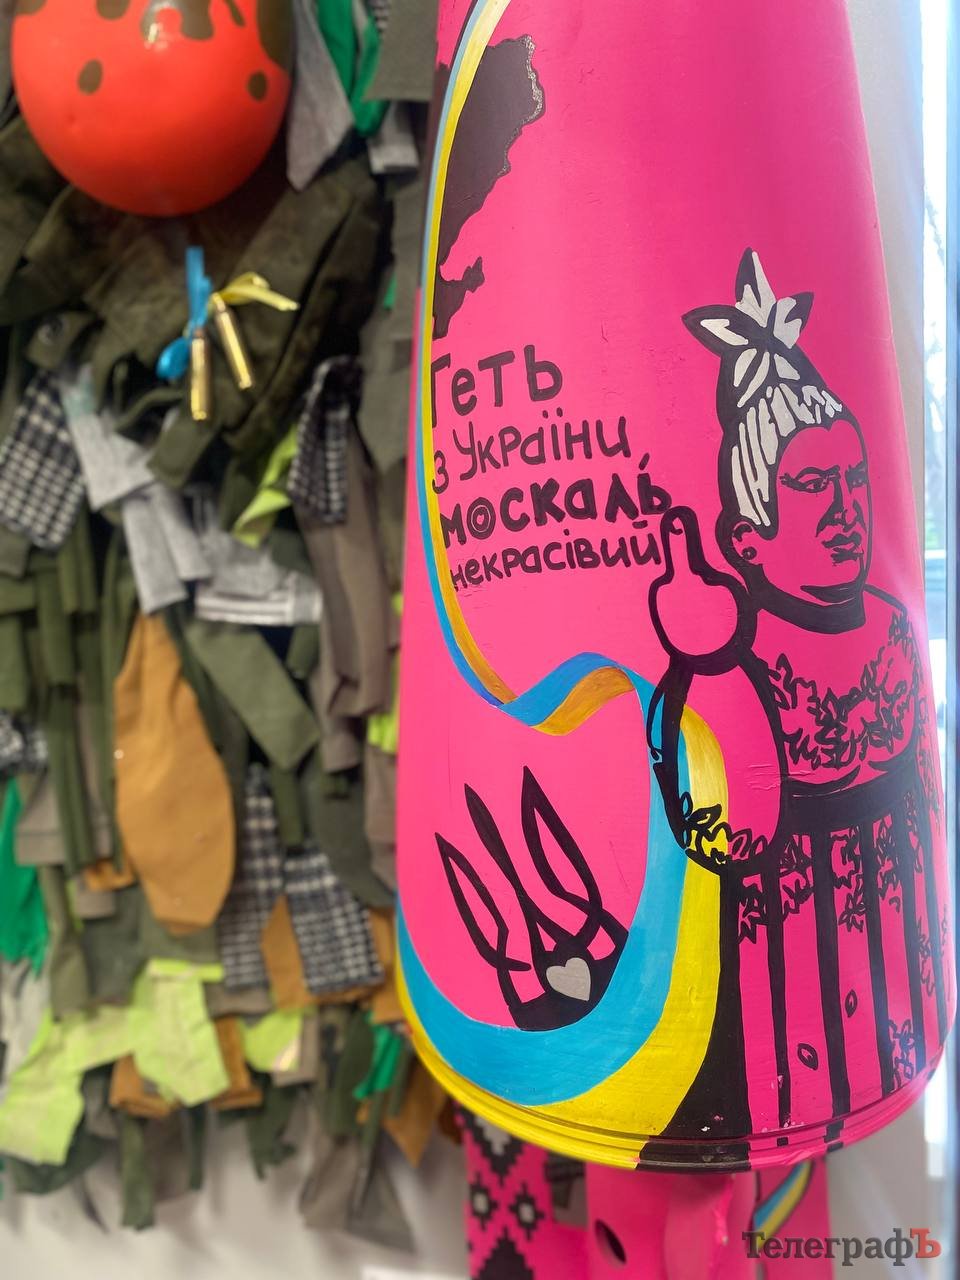 Геть
з України,
москаль
некрасівий
ТелеграфЪ